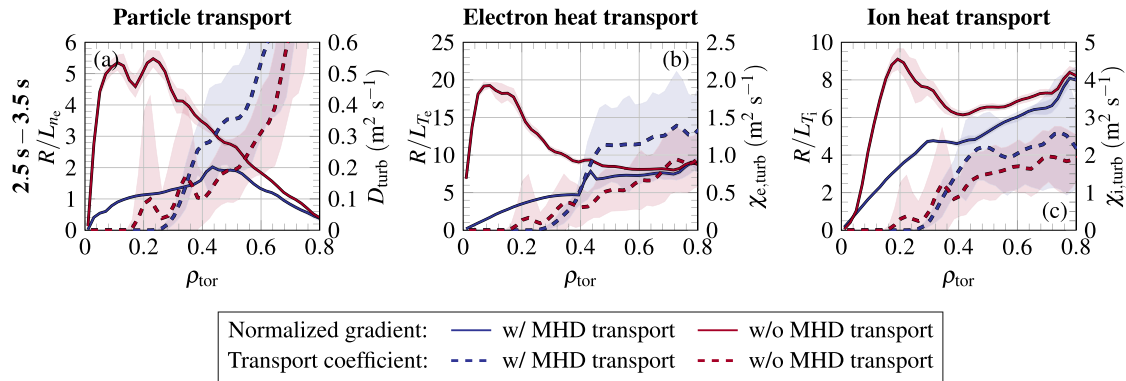 Particle transport
Electron heat transport
Ion heat transport
2.5 s – 3.5 s
(a)
R/L_{n_e}
0 1 2 3 4 5 6
D_turb (m² s⁻¹)
0 0.1 0.2 0.3 0.4 0.5 0.6
0 0.2 0.4 0.6 0.8
ρ_tor
(b)
R/L_{T_e}
0 5 10 15 20 25
χ_{e,turb} (m² s⁻¹)
0 0.5 1.0 1.5 2.0 2.5
0 0.2 0.4 0.6 0.8
ρ_tor
(c)
R/L_{T_i}
0 2 4 6 8 10
χ_{i,turb} (m² s⁻¹)
0 1 2 3 4 5
0 0.2 0.4 0.6 0.8
ρ_tor
Normalized gradient: w/ MHD transport w/o MHD transport
Transport coefficient: w/ MHD transport w/o MHD transport